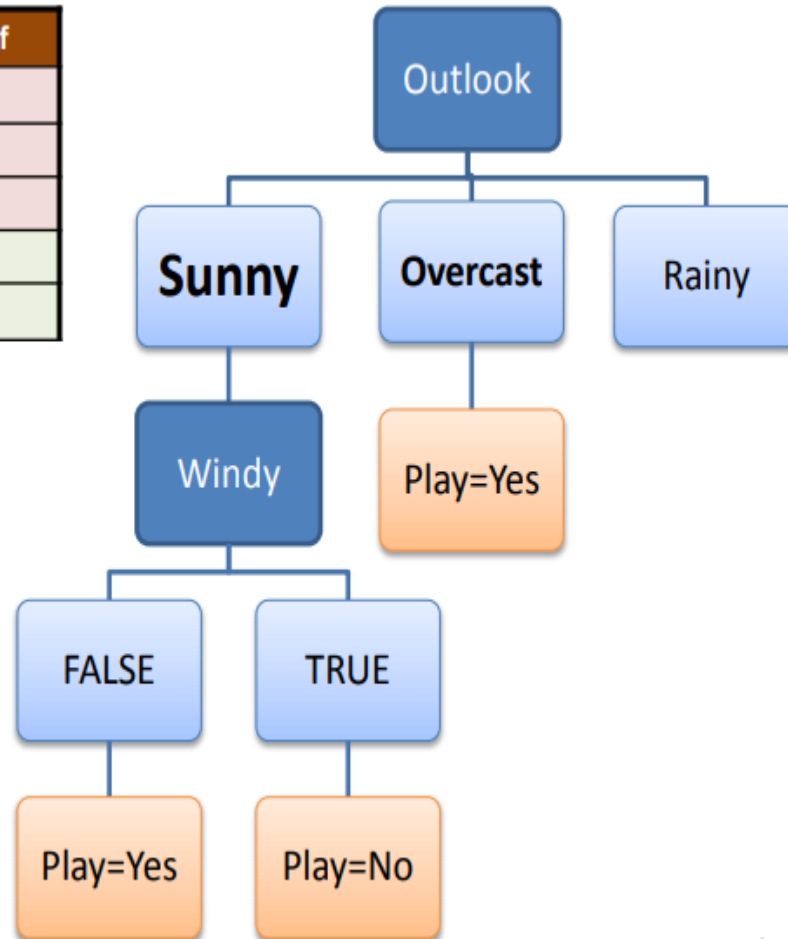 f
Outlook
Sunny
Overcast
Rainy
Windy
Play=Yes
FALSE
TRUE
Play=Yes
Play=No